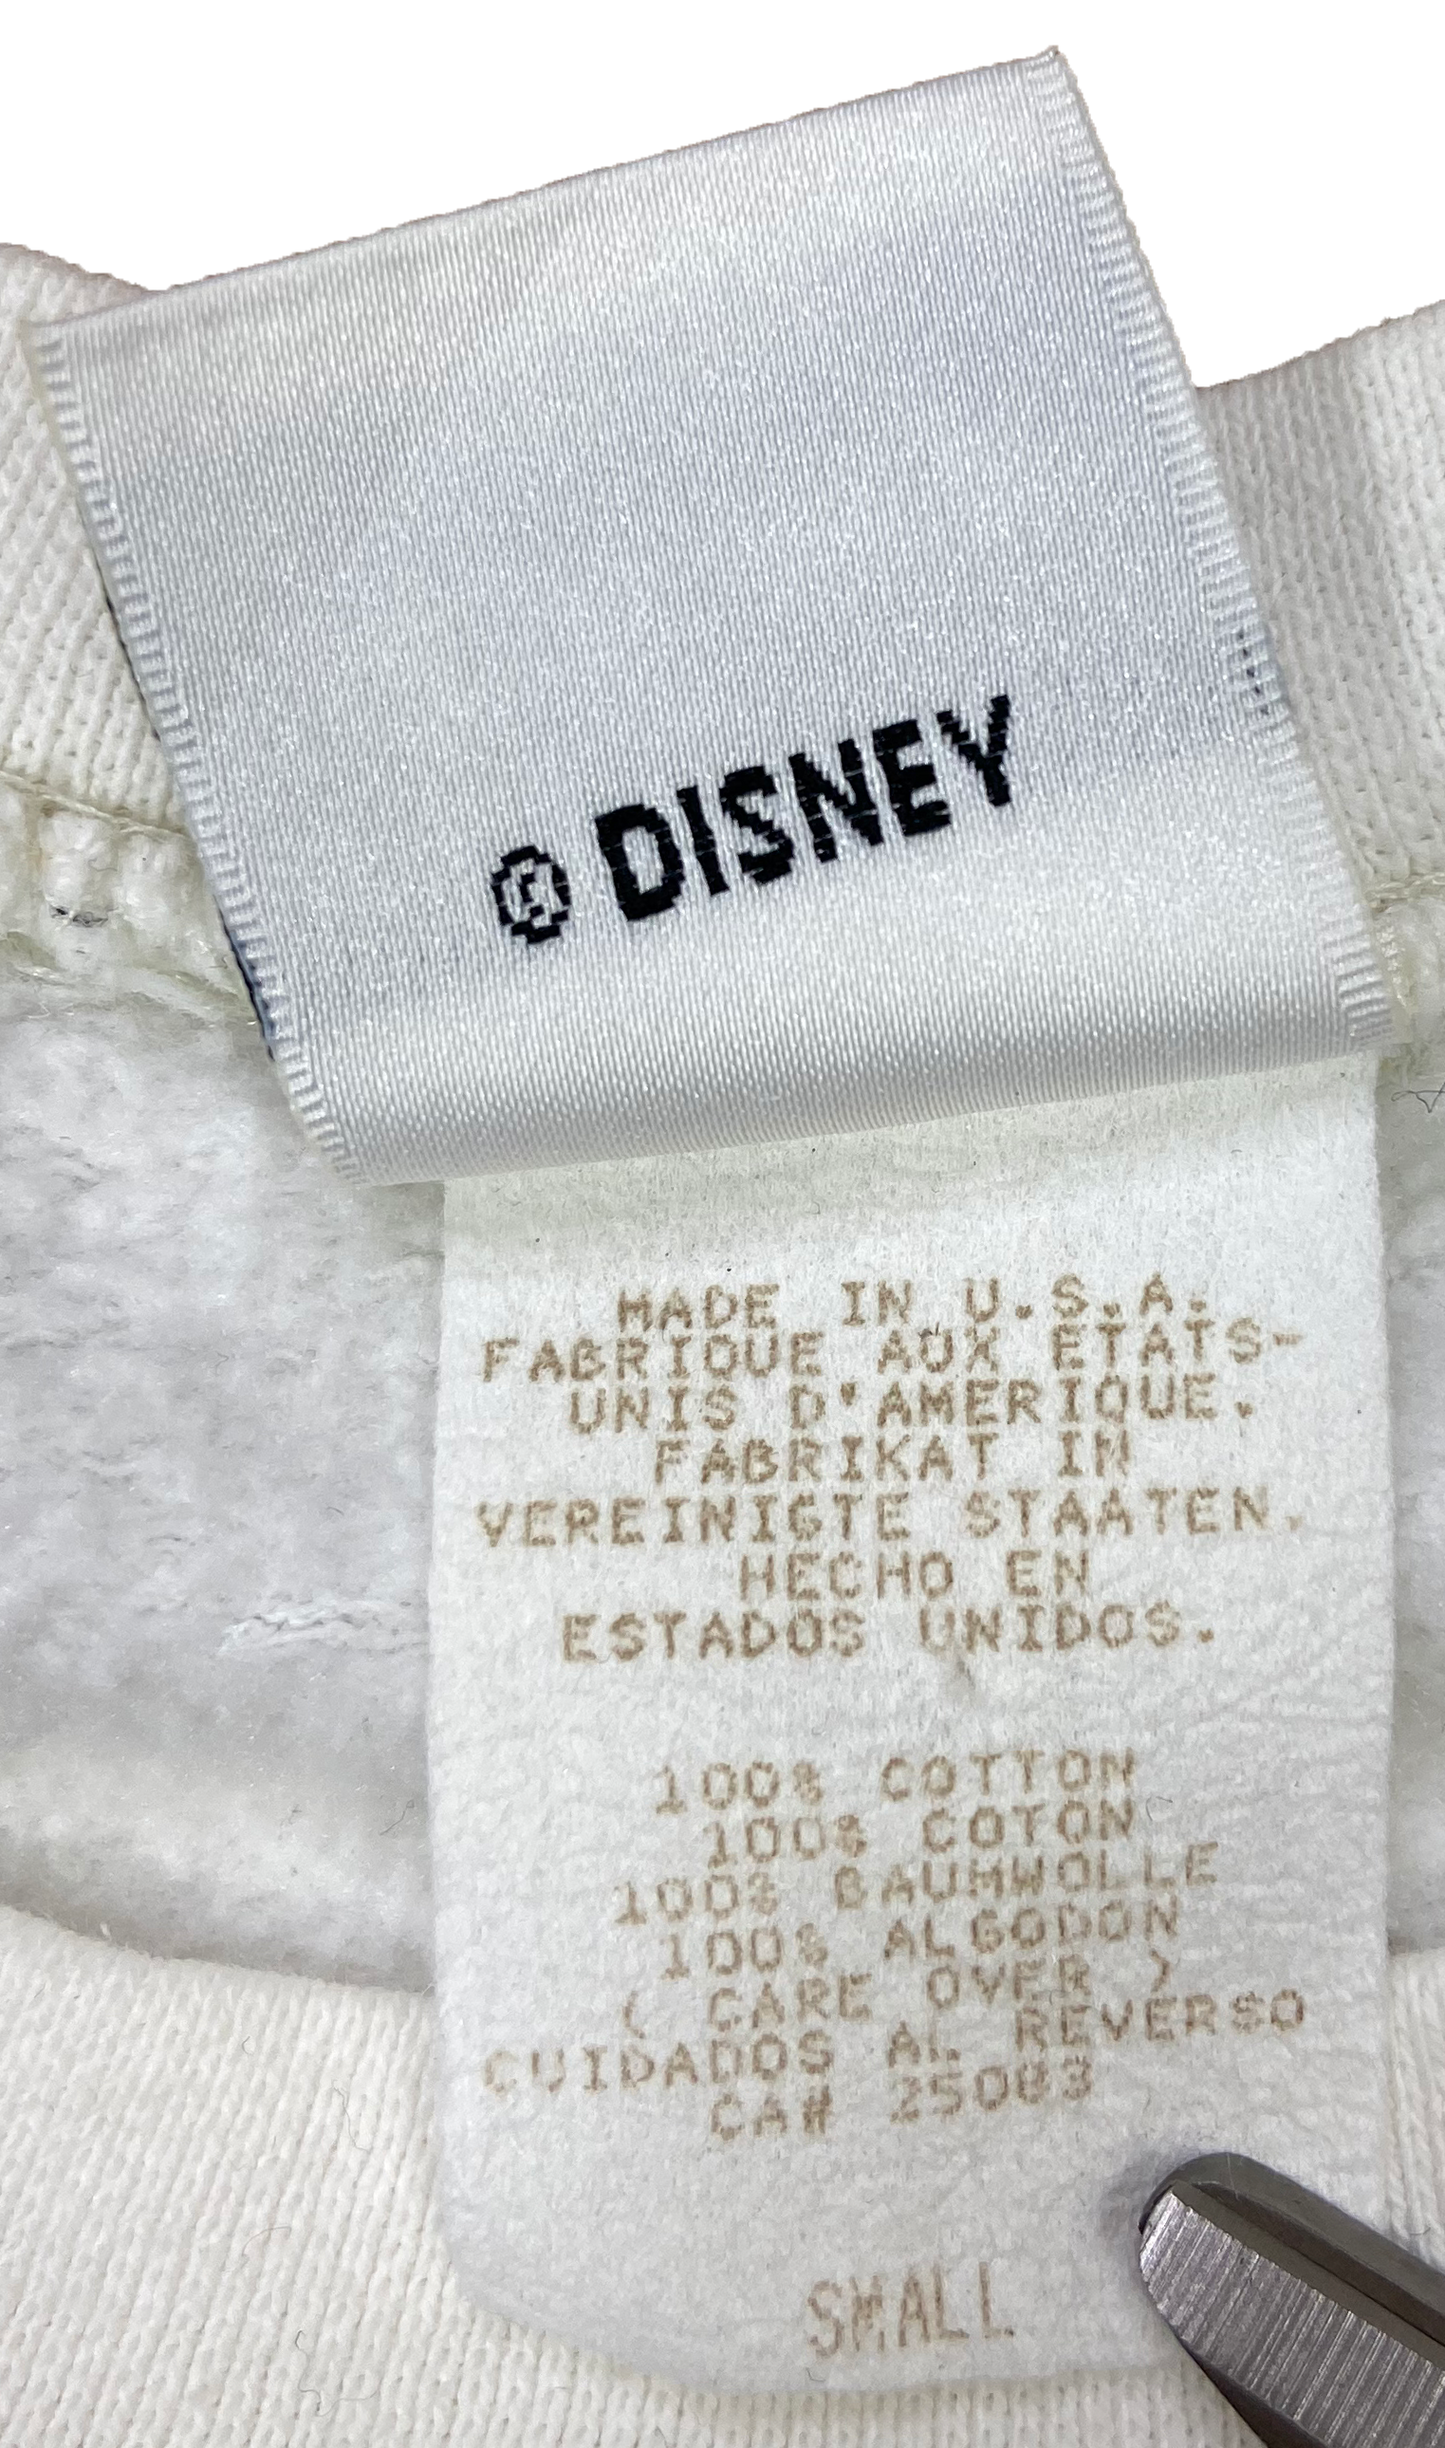 © DISNEY
MADE IN U.S.A.
FABRIQUE AUX ETATS-
UNIS D'AMERIQUE.
FABRIKAT IN
VEREINIGTE STAATEN.
HECHO EN
ESTADOS UNIDOS.
100% COTTON
100% COTON
100% BAUMWOLLE
100% ALGODON
( CARE OVER )
CUIDADOS AL REVERSO
CA# 25083
SMALL